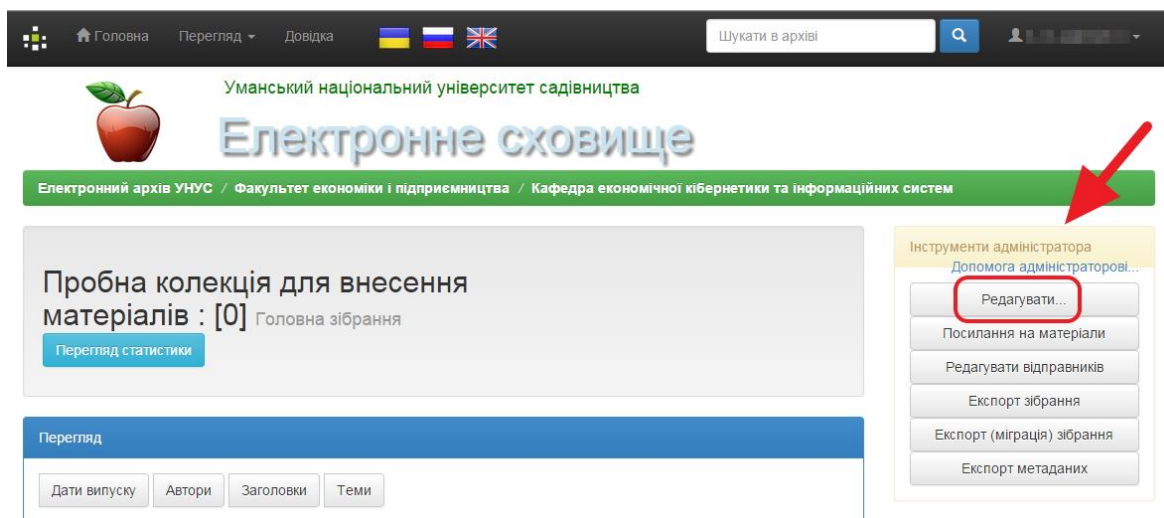 Головна Перегляд Довідка Шукати в архіві
Уманський національний університет садівництва
Електронне сховище
Електронний архів УНУС / Факультет економіки і підприємництва / Кафедра економічної кібернетики та інформаційних систем
Пробна колекція для внесення
матеріалів : [0] Головна зібрання
Перегляд статистики
Перегляд
Дати випуску Автори Заголовки Теми
Інструменти адміністратора
Допомога адміністраторові...
Редагувати...
Посилання на матеріали
Редагувати відправників
Експорт зібрання
Експорт (міграція) зібрання
Експорт метаданих